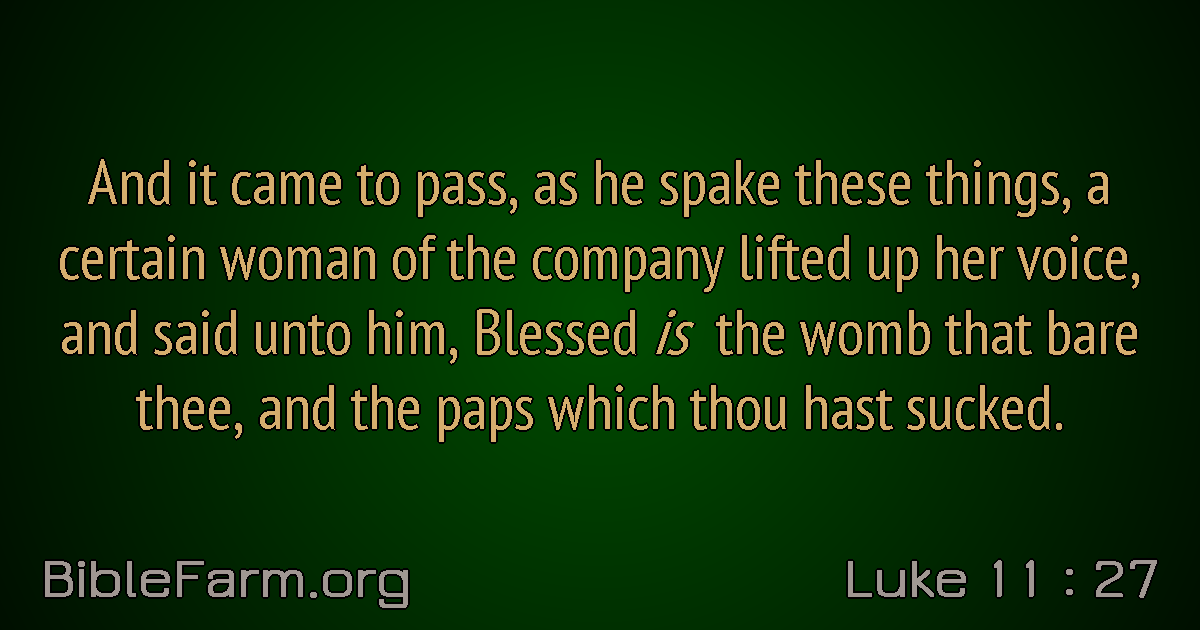 And it came to pass, as he spake these things, a
certain woman of the company lifted up her voice,
and said unto him, Blessed is the womb that bare
thee, and the paps which thou hast sucked.
BibleFarm.org
Luke 11 : 27